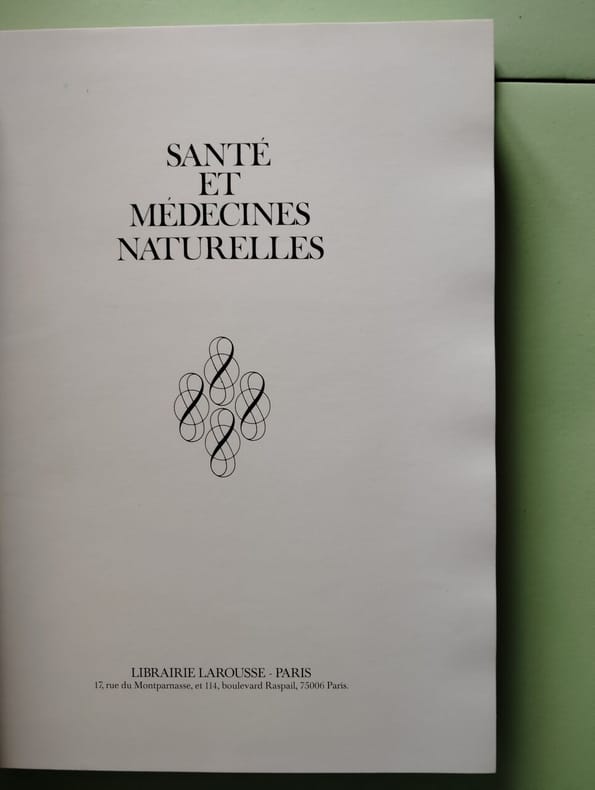 SANTÉ
ET
MÉDECINES
NATURELLES
LIBRAIRIE LAROUSSE - PARIS
17, rue du Montparnasse, et 114, boulevard Raspail, 75006 Paris.